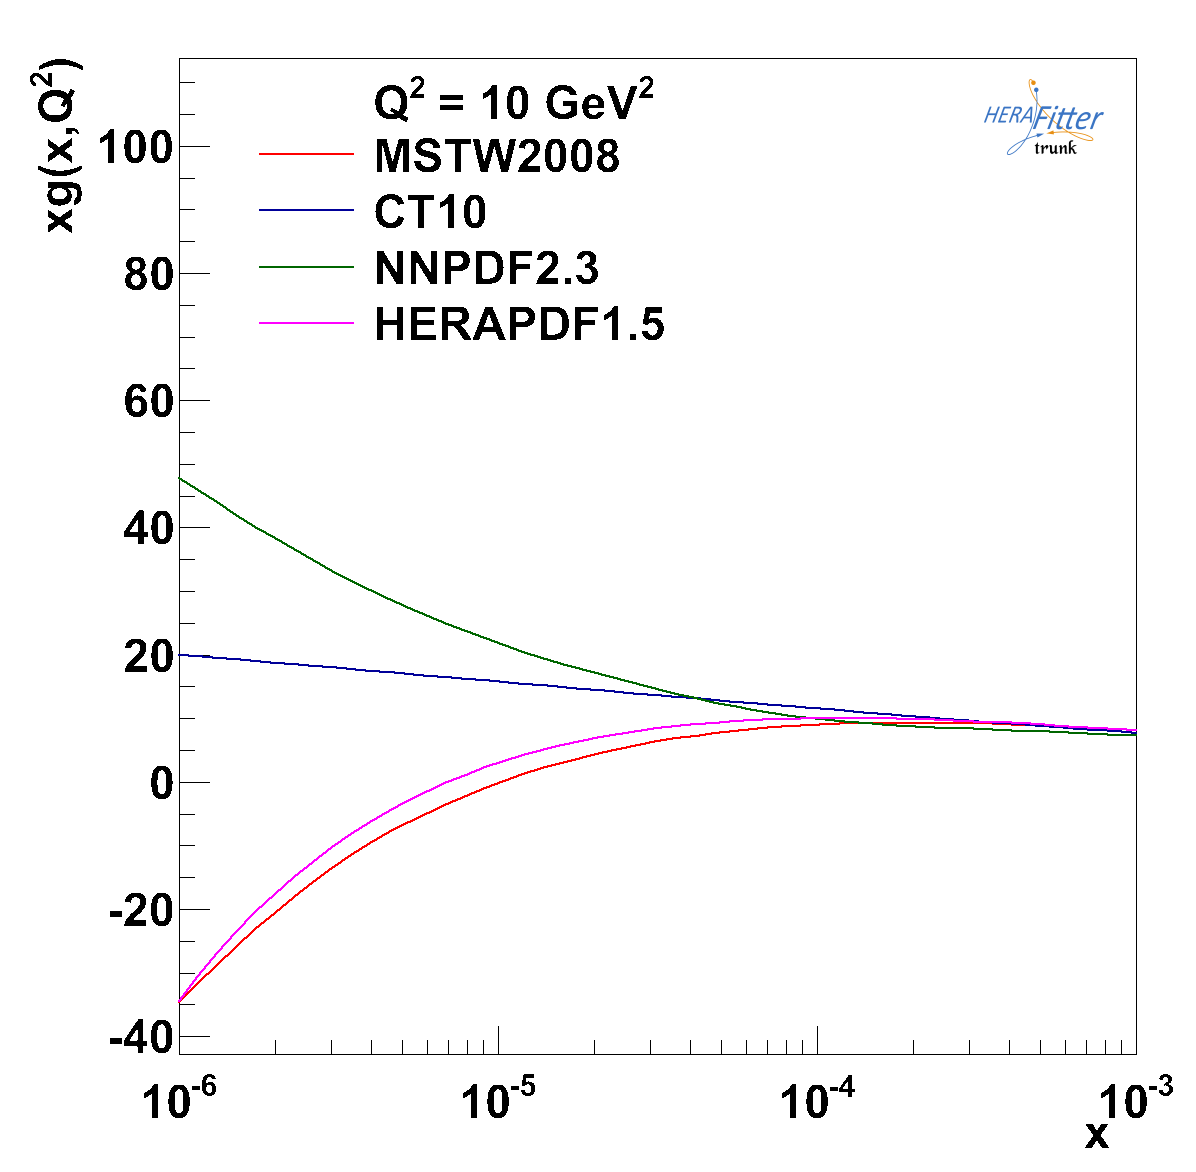 xg(x,Q²)
Q² = 10 GeV²
MSTW2008
CT10
NNPDF2.3
HERAPDF1.5
HERAFitter
trunk
100
80
60
40
20
0
-20
-40
10⁻⁶ 10⁻⁵ 10⁻⁴ 10⁻³
x